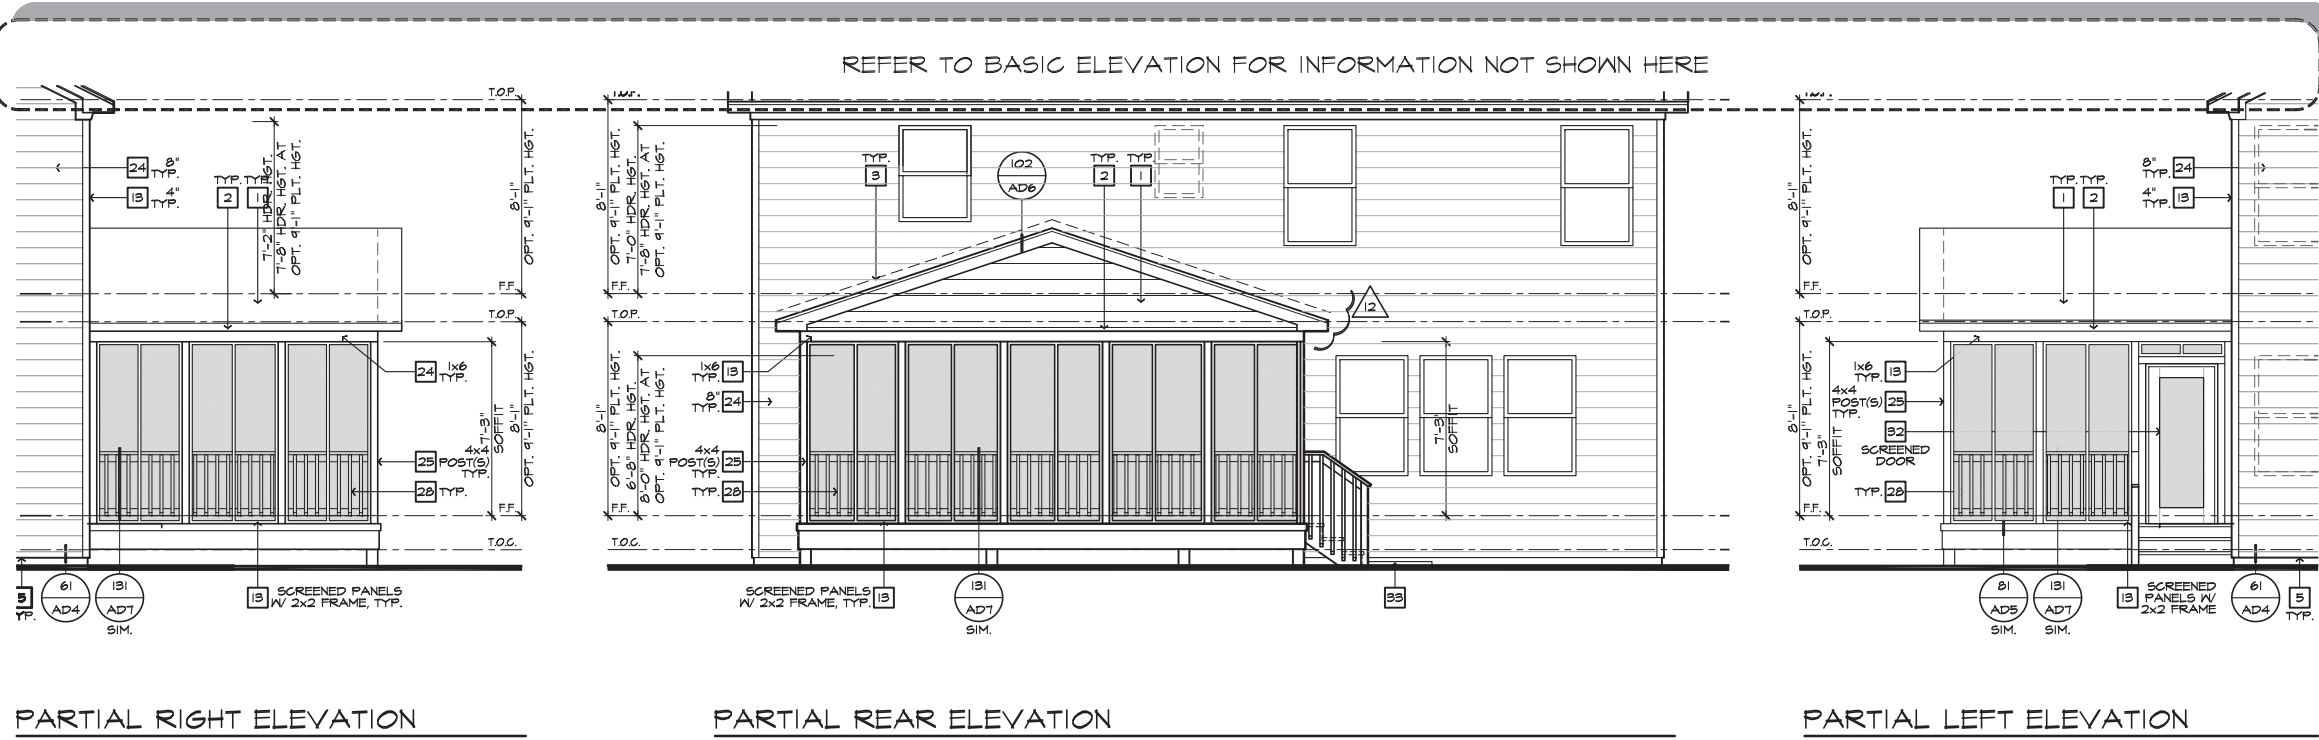 REFER TO BASIC ELEVATION FOR INFORMATION NOT SHOWN HERE
T.O.P.
24
8"
TYP.
13
4"
TYP.
TYP.
2
TYP.
1
7'-2" HDR. HGT.
7'-8" HDR. HGT. AT
OPT. 9'-1" PLT. HGT.
8'-1"
OPT. 9'-1" PLT. HGT.
F.F.
T.O.P.
24
1x6
TYP.
7'-3"
SOFFIT
8'-1"
OPT. 9'-1" PLT. HGT.
25
4x4
POST(S)
TYP.
28 TYP.
F.F.
T.O.C.
5
61
AD4
131
AD7
SIM.
13
SCREENED PANELS
W/ 2x2 FRAME, TYP.
PARTIAL RIGHT ELEVATION
T.O.P.
8'-1"
OPT. 9'-1" PLT. HGT.
7'-0" HDR. HGT.
7'-8" HDR. HGT. AT
OPT. 9'-1" PLT. HGT.
F.F.
T.O.P.
TYP.
3
102
AD6
TYP.
2
TYP.
1
12
1x6
TYP.
13
8"
TYP.
24
4x4
POST(S)
TYP.
25
TYP. 28
8'-1"
OPT. 9'-1" PLT. HGT.
6'-8" HDR. HGT.
8'-0" HDR. HGT. AT
OPT. 9'-1" PLT. HGT.
7'-3"
SOFFIT
F.F.
T.O.C.
SCREENED PANELS
W/ 2x2 FRAME, TYP.
13
131
AD7
SIM.
33
PARTIAL REAR ELEVATION
8'-1"
OPT. 9'-1" PLT. HGT.
8"
TYP.
24
4"
TYP.
13
TYP.
1
TYP.
2
F.F.
T.O.P.
1x6
TYP.
13
4x4
POST(S)
TYP.
25
32
SCREENED
DOOR
TYP. 28
8'-1"
OPT. 9'-1" PLT. HGT.
7'-3"
SOFFIT
F.F.
T.O.C.
81
AD5
SIM.
131
AD7
SIM.
13
SCREENED
PANELS W/
2x2 FRAME
61
AD4
5
TYP.
PARTIAL LEFT ELEVATION